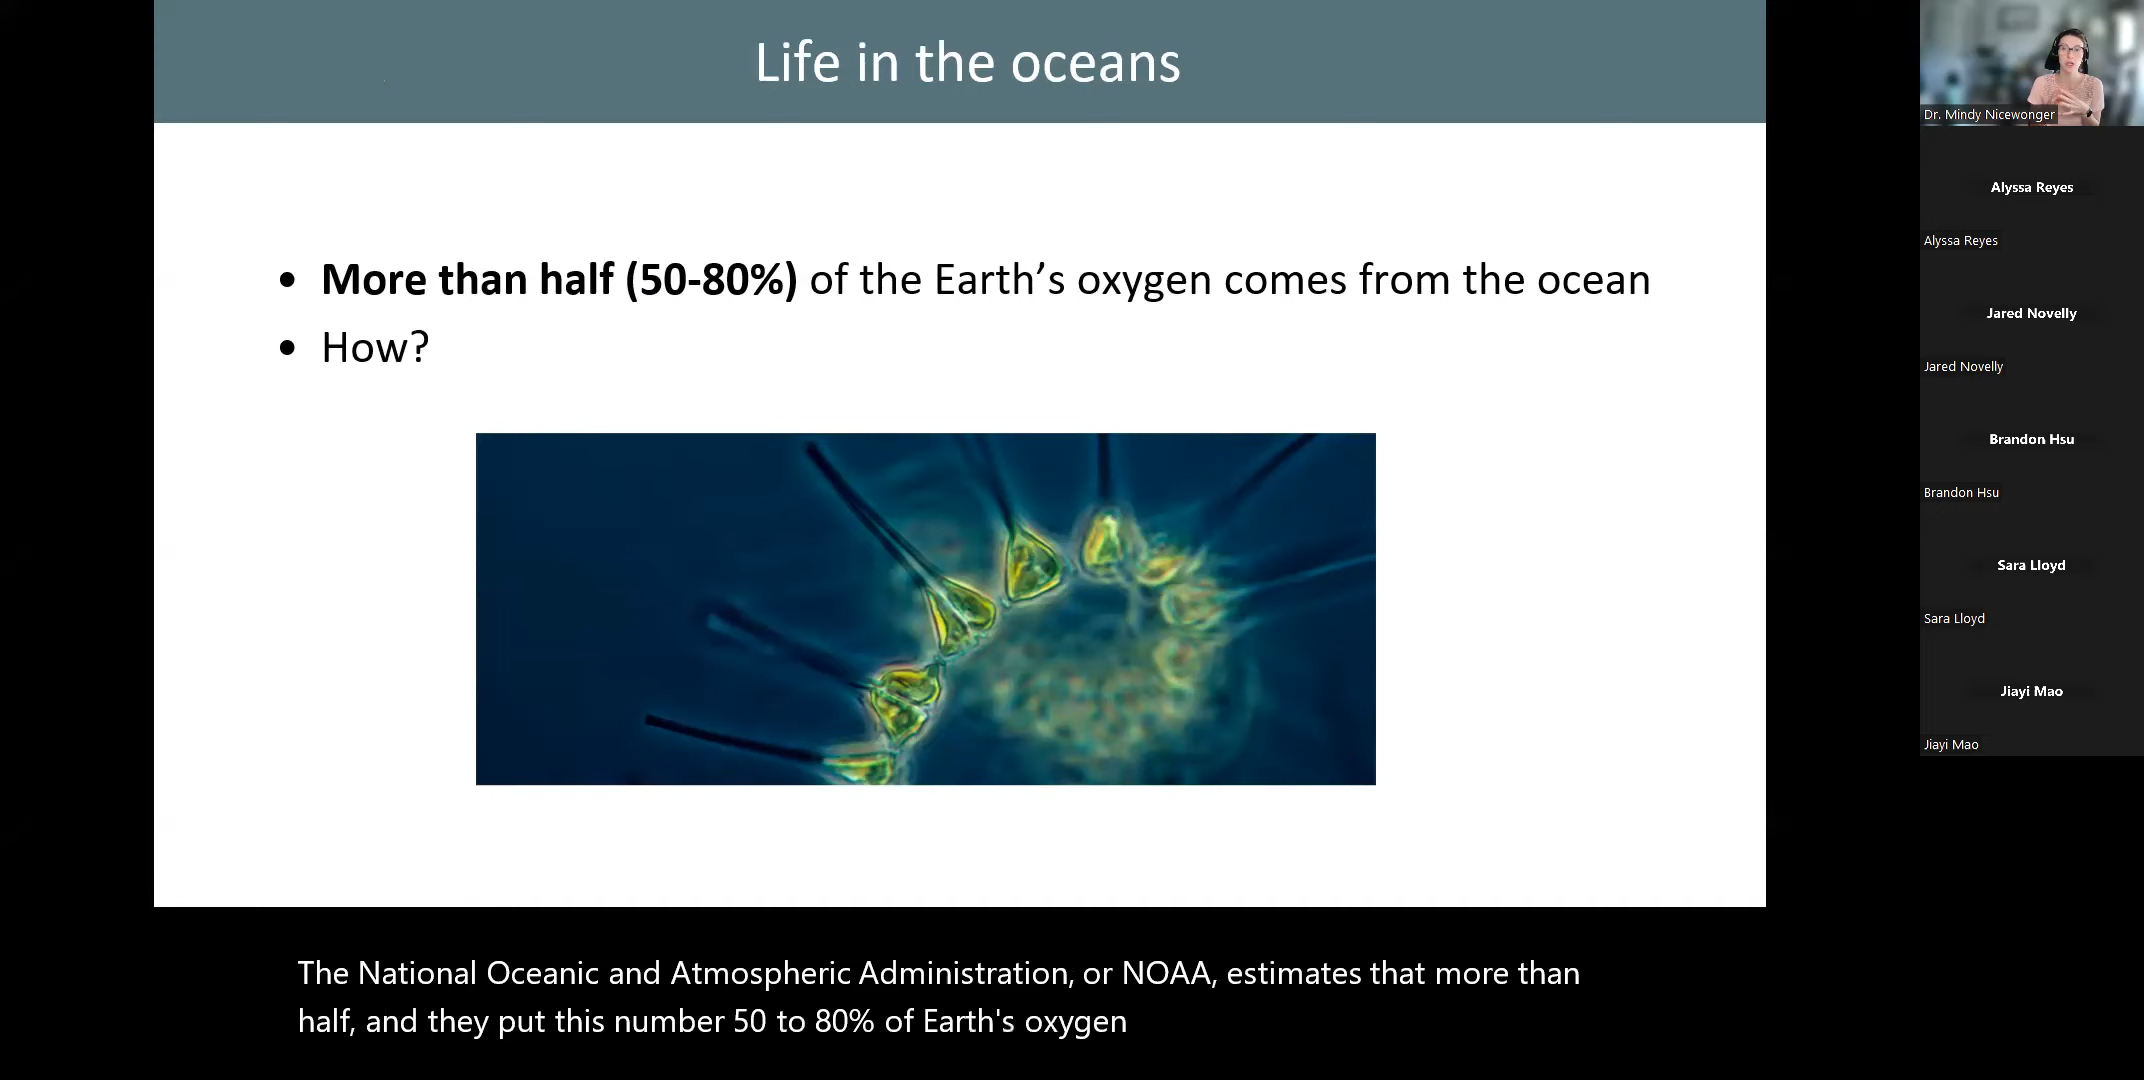 Life in the oceans
• More than half (50-80%) of the Earth’s oxygen comes from the ocean
• How?
The National Oceanic and Atmospheric Administration, or NOAA, estimates that more than
half, and they put this number 50 to 80% of Earth's oxygen
Dr. Mindy Nicewonger
Alyssa Reyes
Alyssa Reyes
Jared Novelly
Jared Novelly
Brandon Hsu
Brandon Hsu
Sara Lloyd
Sara Lloyd
Jiayi Mao
Jiayi Mao